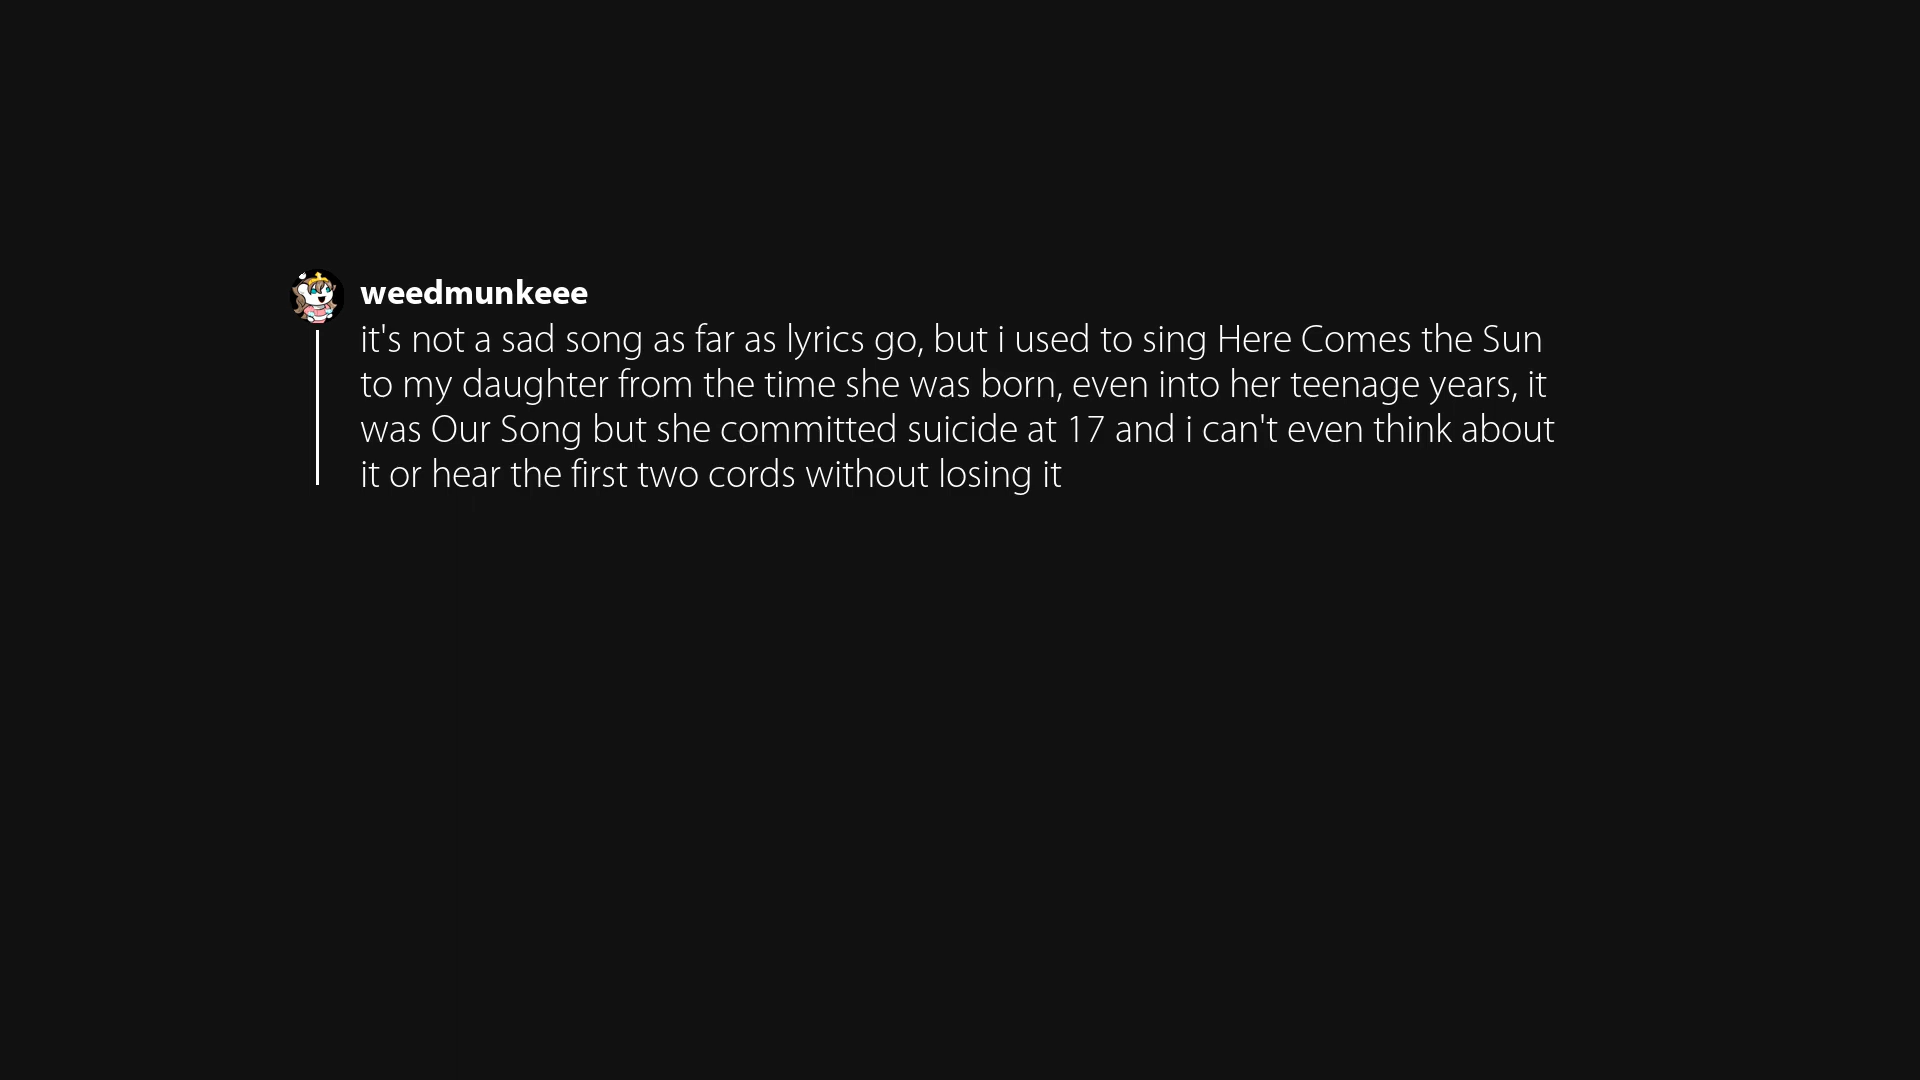 weedmunkeee
it's not a sad song as far as lyrics go, but i used to sing Here Comes the Sun
to my daughter from the time she was born, even into her teenage years, it
was Our Song but she committed suicide at 17 and i can't even think about
it or hear the first two cords without losing it